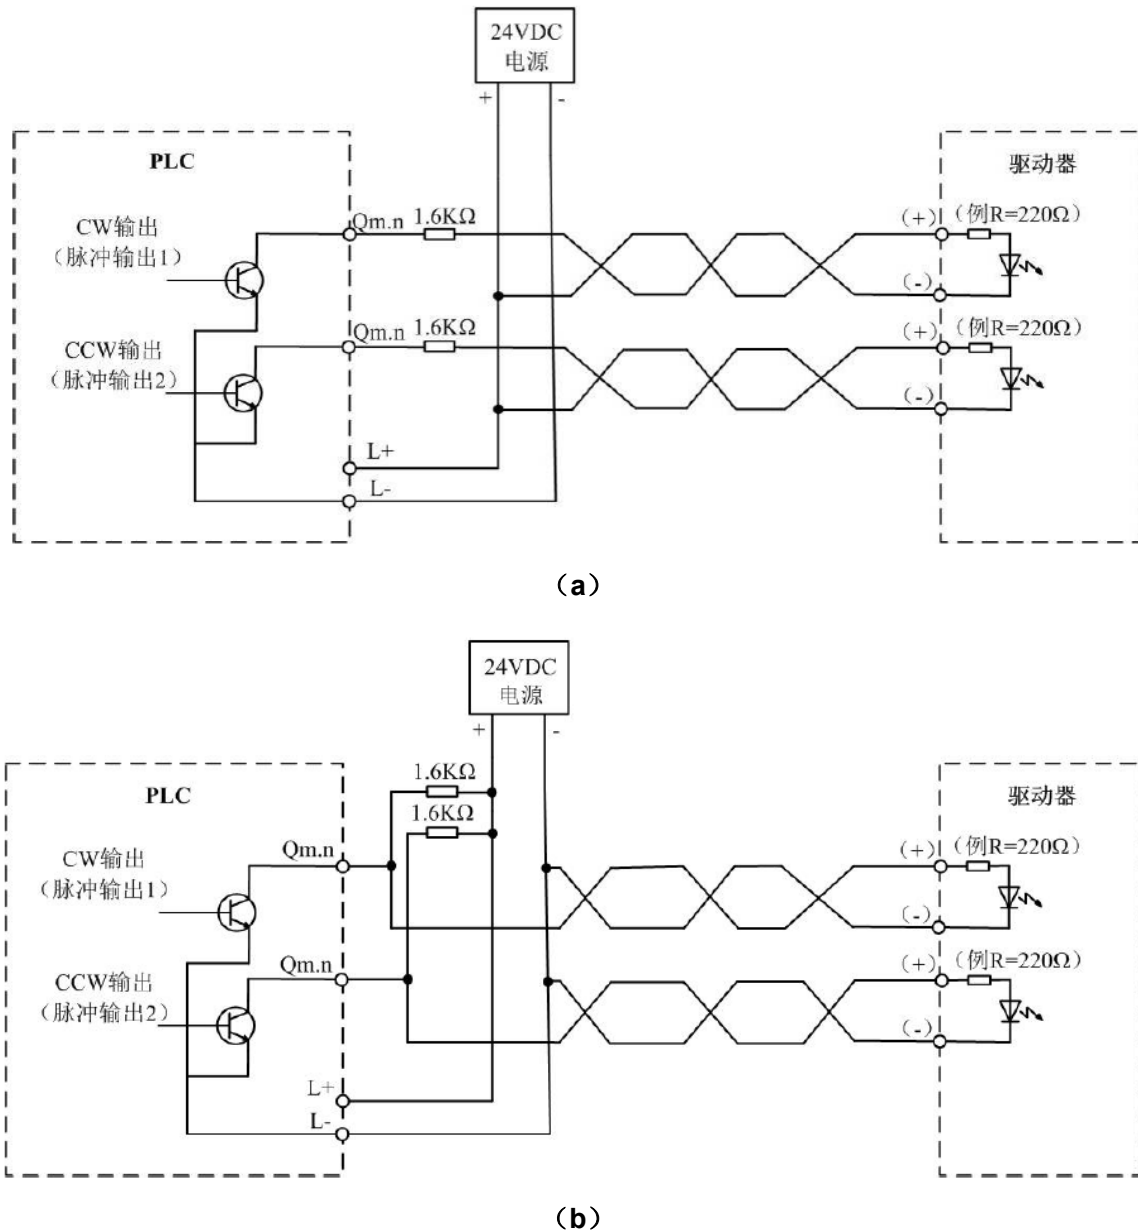 24VDC
电源
+ -
PLC
驱动器
CW输出
（脉冲输出1）
Qm.n
1.6KΩ
（+）
（例R=220Ω）
（-）
CCW输出
（脉冲输出2）
Qm.n
1.6KΩ
（+）
（例R=220Ω）
（-）
L+
L-
（a）
24VDC
电源
+ -
PLC
驱动器
1.6KΩ
1.6KΩ
CW输出
（脉冲输出1）
Qm.n
（+）
（例R=220Ω）
（-）
CCW输出
（脉冲输出2）
Qm.n
（+）
（例R=220Ω）
（-）
L+
L-
（b）